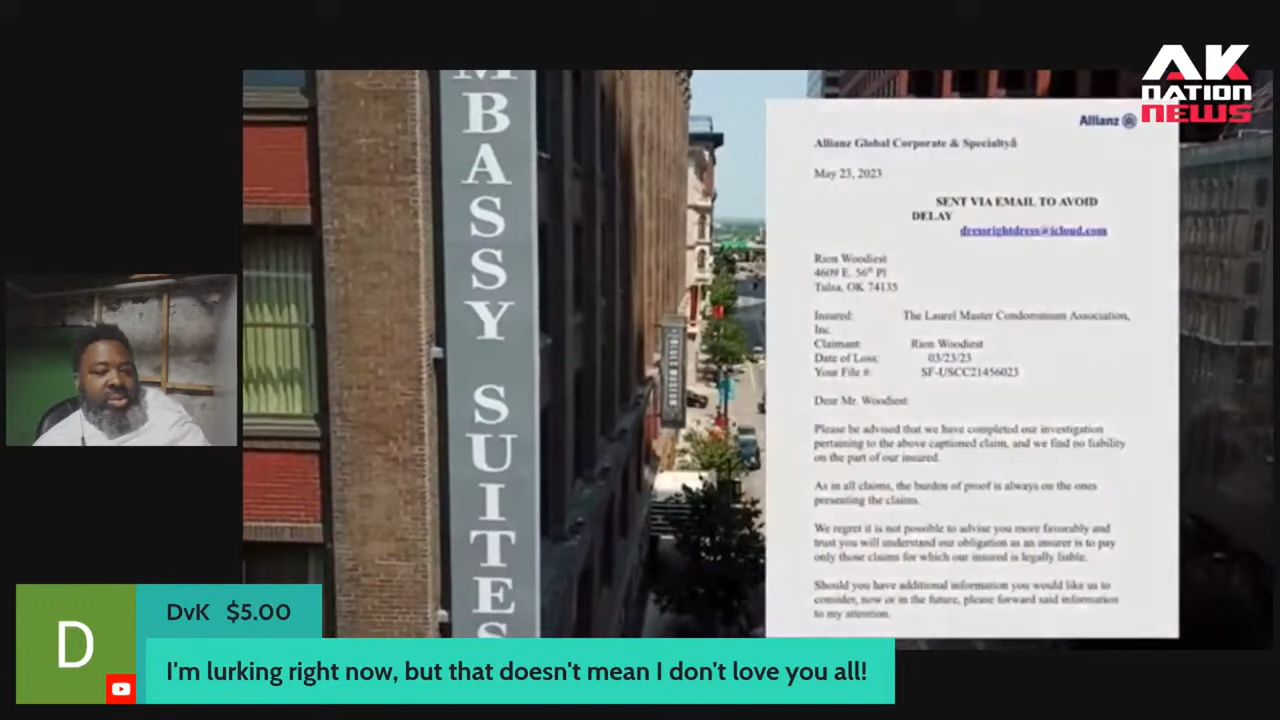 AK
NATION
NEWS
MBASSY SUITES
Allianz
Allianz Global Corporate & Specialtyâ
May 23, 2023
SENT VIA EMAIL TO AVOID
DELAY
dressrightdress@icloud.com
Rion Woodiest
4609 E. 56th Pl
Tulsa, OK 74135
Insured: The Laurel Master Condominium Association,
Inc.
Claimant: Rion Woodiest
Date of Loss: 03/23/23
Your File #: SF-USCC21456023
Dear Mr. Woodiest:
Please be advised that we have completed our investigation
pertaining to the above captioned claim, and we find no liability
on the part of our insured.
As in all claims, the burden of proof is always on the ones
presenting the claims.
We regret it is not possible to advise you more favorably and
trust you will understand our obligation as an insurer is to pay
only those claims for which our insured is legally liable.
Should you have additional information you would like us to
consider, now or in the future, please forward said information
to my attention.
D
DvK $5.00
I'm lurking right now, but that doesn't mean I don't love you all!